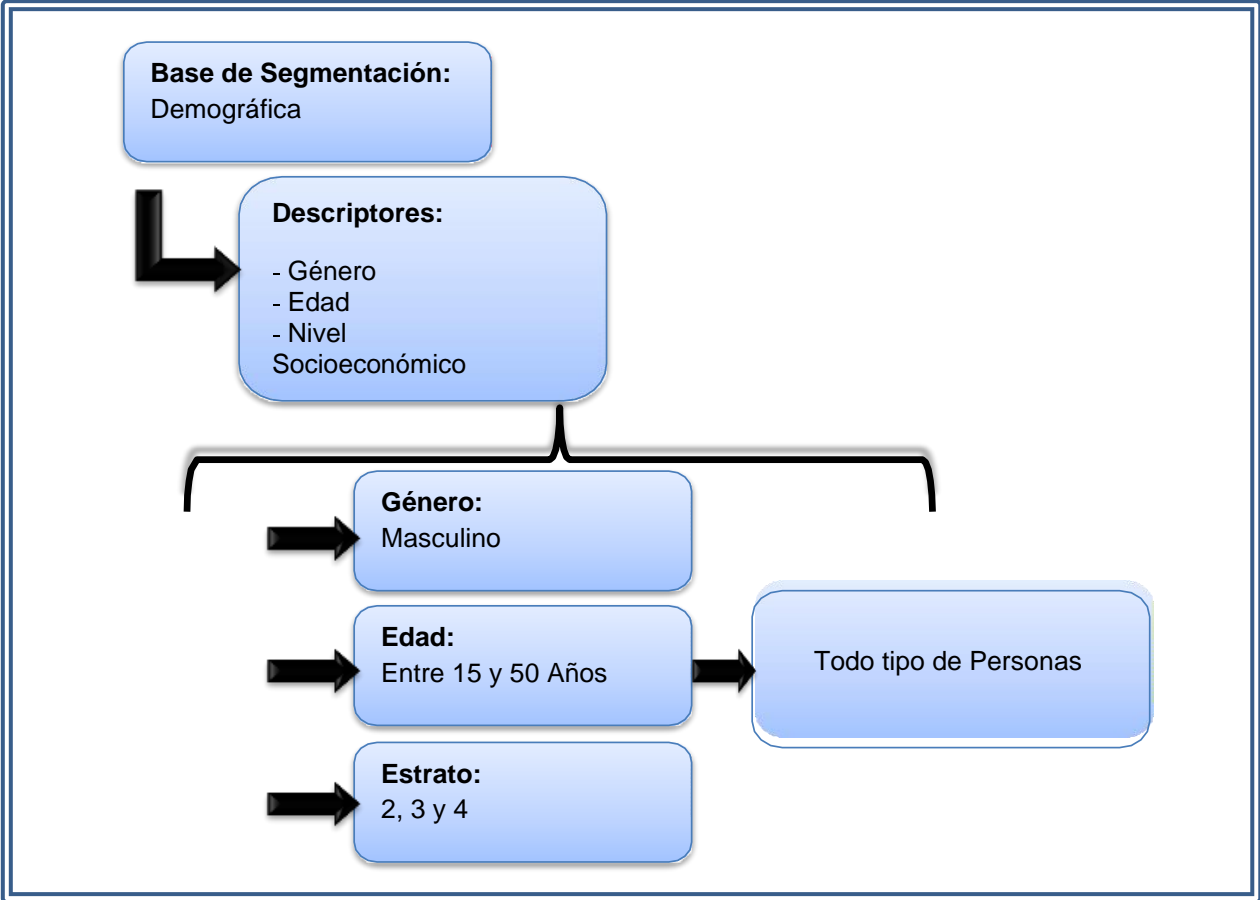 Base de Segmentación:
Demográfica
Descriptores:
- Género
- Edad
- Nivel
Socioeconómico
Género:
Masculino
Edad:
Entre 15 y 50 Años
Todo tipo de Personas
Estrato:
2, 3 y 4